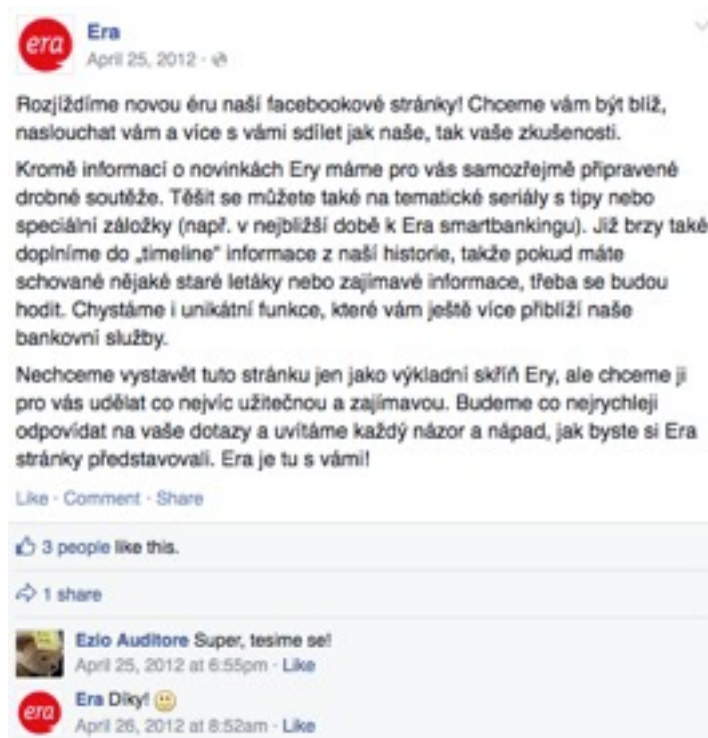 era
Era
April 25, 2012
Rozjíždíme novou éru naší facebookové stránky! Chceme vám být blíž,
naslouchat vám a více s vámi sdílet jak naše, tak vaše zkušenosti.
Kromě informací o novinkách Ery máme pro vás samozřejmě připravené
drobné soutěže. Těšit se můžete také na tematické seriály s tipy nebo
speciální záložky (např. v nejbližší době k Era smartbankingu). Již brzy také
doplníme do „timeline“ informace z naší historie, takže pokud máte
schované nějaké staré letáky nebo zajímavé informace, třeba se budou
hodit. Chystáme i unikátní funkce, které vám ještě více přiblíží naše
bankovní služby.
Nechceme vystavět tuto stránku jen jako výkladní skříň Ery, ale chceme ji
pro vás udělat co nejvíc užitečnou a zajímavou. Budeme co nejrychleji
odpovídat na vaše dotazy a uvítáme každý názor a nápad, jak byste si Era
stránky představovali. Era je tu s vámi!
Like · Comment · Share
3 people like this.
1 share
Ezio Auditore Super, tesime se!
April 25, 2012 at 6:55pm · Like
era
Era Díky!
April 26, 2012 at 8:52am · Like